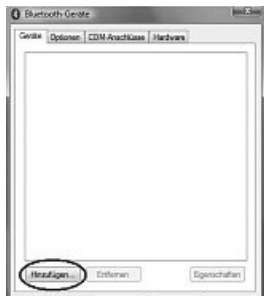 Bluetooth-Geräte
Geräte Optionen COM-Anschlüsse Hardware
Hinzufügen... Entfernen Eigenschaften